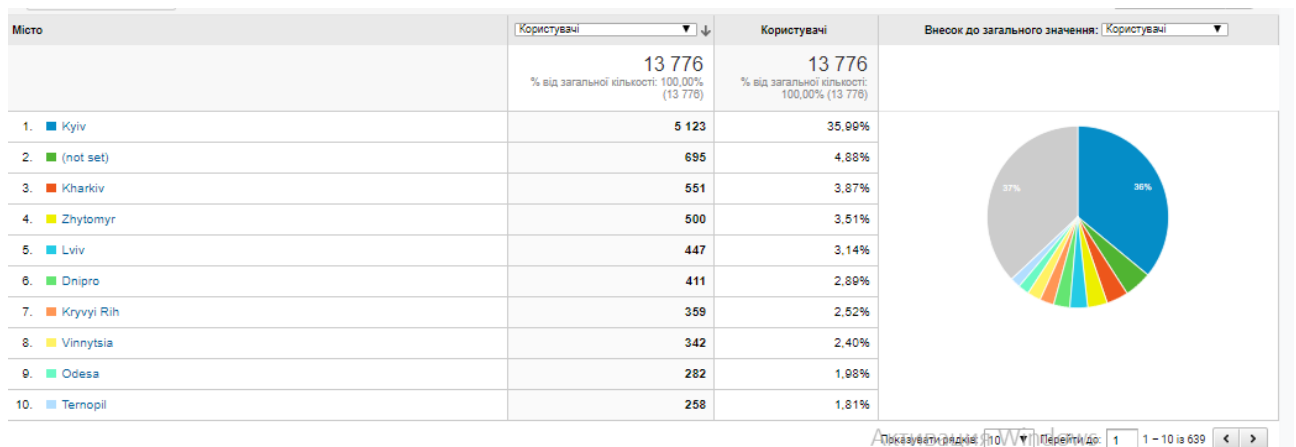 Місто Користувачі Користувачі Внесок до загального значення: Користувачі
13 776 13 776
% від загальної кількості: 100,00% % від загальної кількості:
(13 776) 100,00% (13 776)
1. Kyiv 5 123 35,99%
2. (not set) 695 4,88%
3. Kharkiv 551 3,87%
4. Zhytomyr 500 3,51%
5. Lviv 447 3,14%
6. Dnipro 411 2,89%
7. Kryvyi Rih 359 2,52%
8. Vinnytsia 342 2,40%
9. Odesa 282 1,98%
10. Ternopil 258 1,81%
37% 36%
Активация Windows
Показувати рядків: 10 Перейти до: 1 1 – 10 із 639